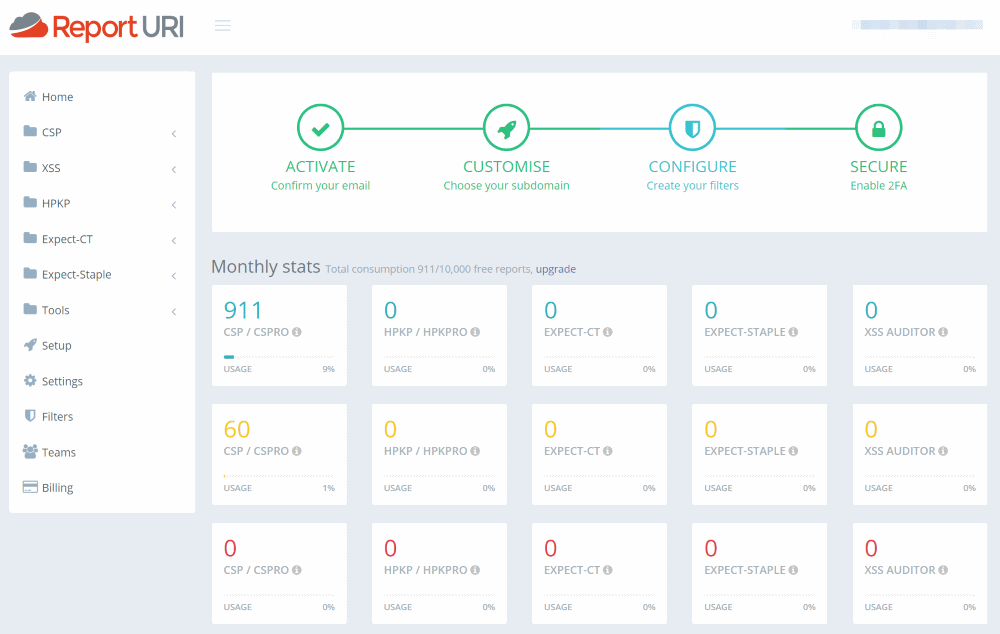 Report URI
Home
CSP
XSS
HPKP
Expect-CT
Expect-Staple
Tools
Setup
Settings
Filters
Teams
Billing
ACTIVATE
Confirm your email
CUSTOMISE
Choose your subdomain
CONFIGURE
Create your filters
SECURE
Enable 2FA
Monthly stats Total consumption 911/10,000 free reports, upgrade
911
CSP / CSPRO
USAGE 9%
0
HPKP / HPKPRO
USAGE 0%
0
EXPECT-CT
USAGE 0%
0
EXPECT-STAPLE
USAGE 0%
0
XSS AUDITOR
USAGE 0%
60
CSP / CSPRO
USAGE 1%
0
HPKP / HPKPRO
USAGE 0%
0
EXPECT-CT
USAGE 0%
0
EXPECT-STAPLE
USAGE 0%
0
XSS AUDITOR
USAGE 0%
0
CSP / CSPRO
USAGE 0%
0
HPKP / HPKPRO
USAGE 0%
0
EXPECT-CT
USAGE 0%
0
EXPECT-STAPLE
USAGE 0%
0
XSS AUDITOR
USAGE 0%